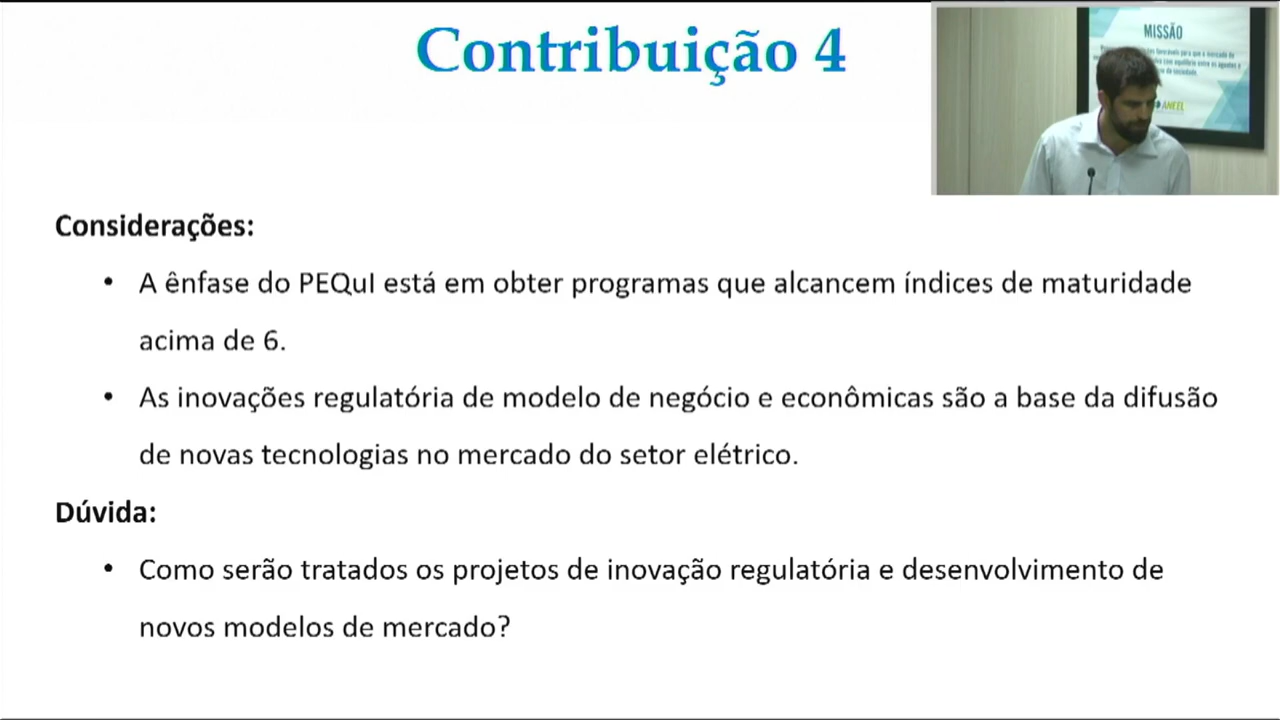 Contribuição 4
MISSÃO
ANEEL
Considerações:
• A ênfase do PEQuI está em obter programas que alcancem índices de maturidade
acima de 6.
• As inovações regulatória de modelo de negócio e econômicas são a base da difusão
de novas tecnologias no mercado do setor elétrico.
Dúvida:
• Como serão tratados os projetos de inovação regulatória e desenvolvimento de
novos modelos de mercado?